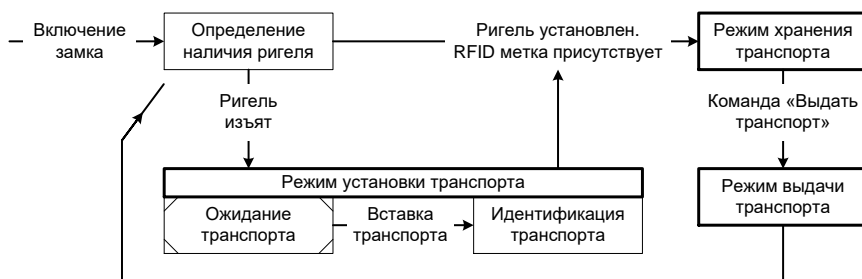 Включение
замка
Определение
наличия ригеля
Ригель установлен.
RFID метка присутствует
Режим хранения
транспорта
Ригель
изъят
Команда «Выдать
транспорт»
Режим установки транспорта
Ожидание
транспорта
Вставка
транспорта
Идентификация
транспорта
Режим выдачи
транспорта